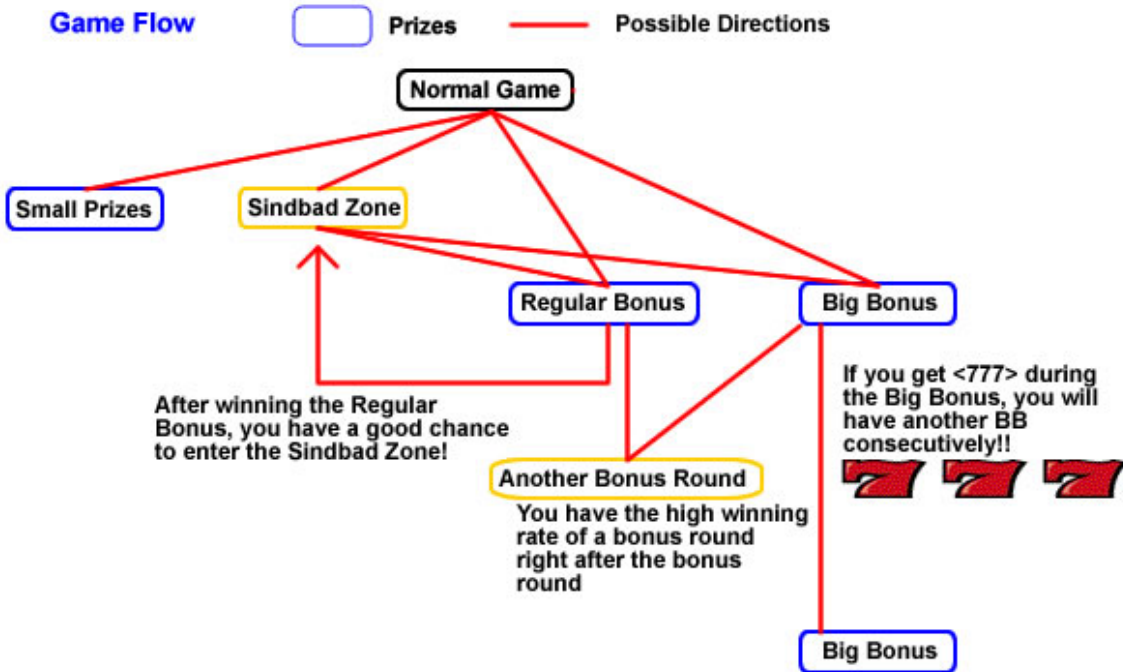 Game Flow
Prizes
Possible Directions
Normal Game
Small Prizes
Sindbad Zone
Regular Bonus
Big Bonus
After winning the Regular
Bonus, you have a good chance
to enter the Sindbad Zone!
If you get <777> during
the Big Bonus, you will
have another BB
consecutively!!
7 7 7
Another Bonus Round
You have the high winning
rate of a bonus round
right after the bonus
round
Big Bonus